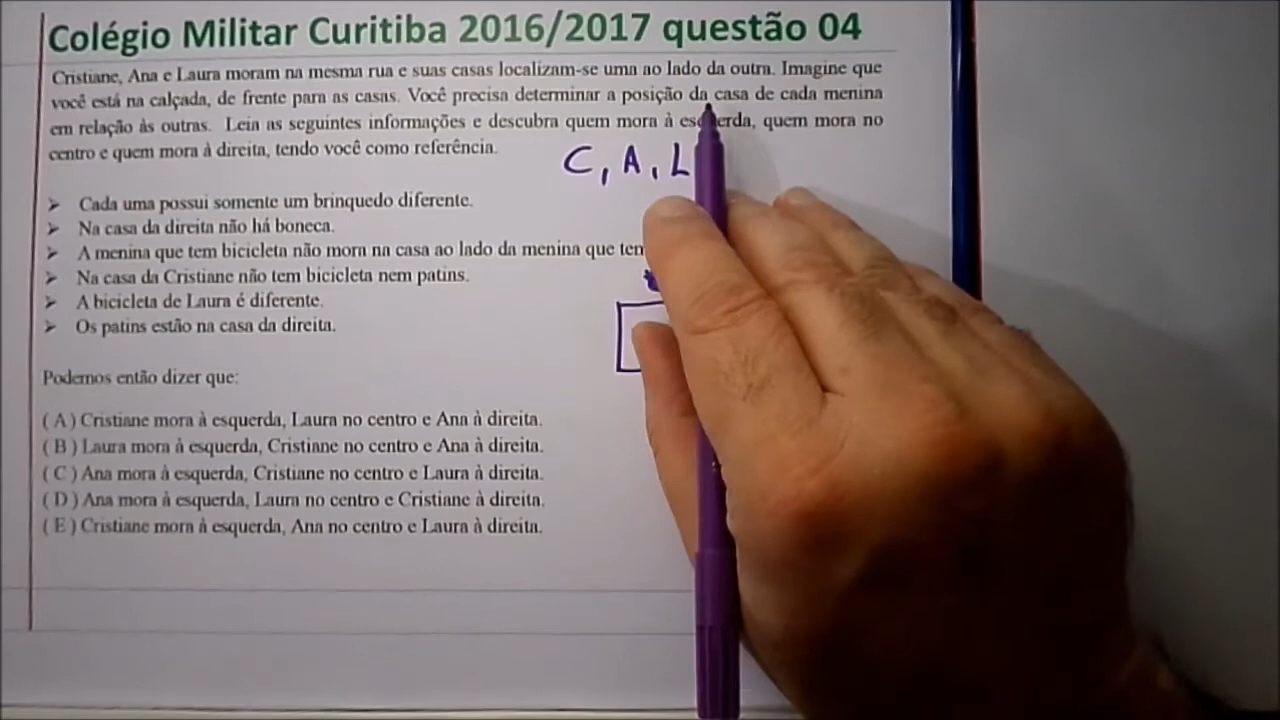 Colégio Militar Curitiba 2016/2017 questão 04
Cristiane, Ana e Laura moram na mesma rua e suas casas localizam-se uma ao lado da outra. Imagine que
você está na calçada, de frente para as casas. Você precisa determinar a posição da casa de cada menina
em relação às outras. Leia as seguintes informações e descubra quem mora à esquerda, quem mora no
centro e quem mora à direita, tendo você como referência.
C, A, L
➢ Cada uma possui somente um brinquedo diferente.
➢ Na casa da direita não há boneca.
➢ A menina que tem bicicleta não mora na casa ao lado da menina que
➢ Na casa da Cristiane não tem bicicleta nem patins.
➢ A bicicleta de Laura é diferente.
➢ Os patins estão na casa da direita.
Podemos então dizer que:
( A ) Cristiane mora à esquerda, Laura no centro e Ana à direita.
( B ) Laura mora à esquerda, Cristiane no centro e Ana à direita.
( C ) Ana mora à esquerda, Cristiane no centro e Laura à direita.
( D ) Ana mora à esquerda, Laura no centro e Cristiane à direita.
( E ) Cristiane mora à esquerda, Ana no centro e Laura à direita.